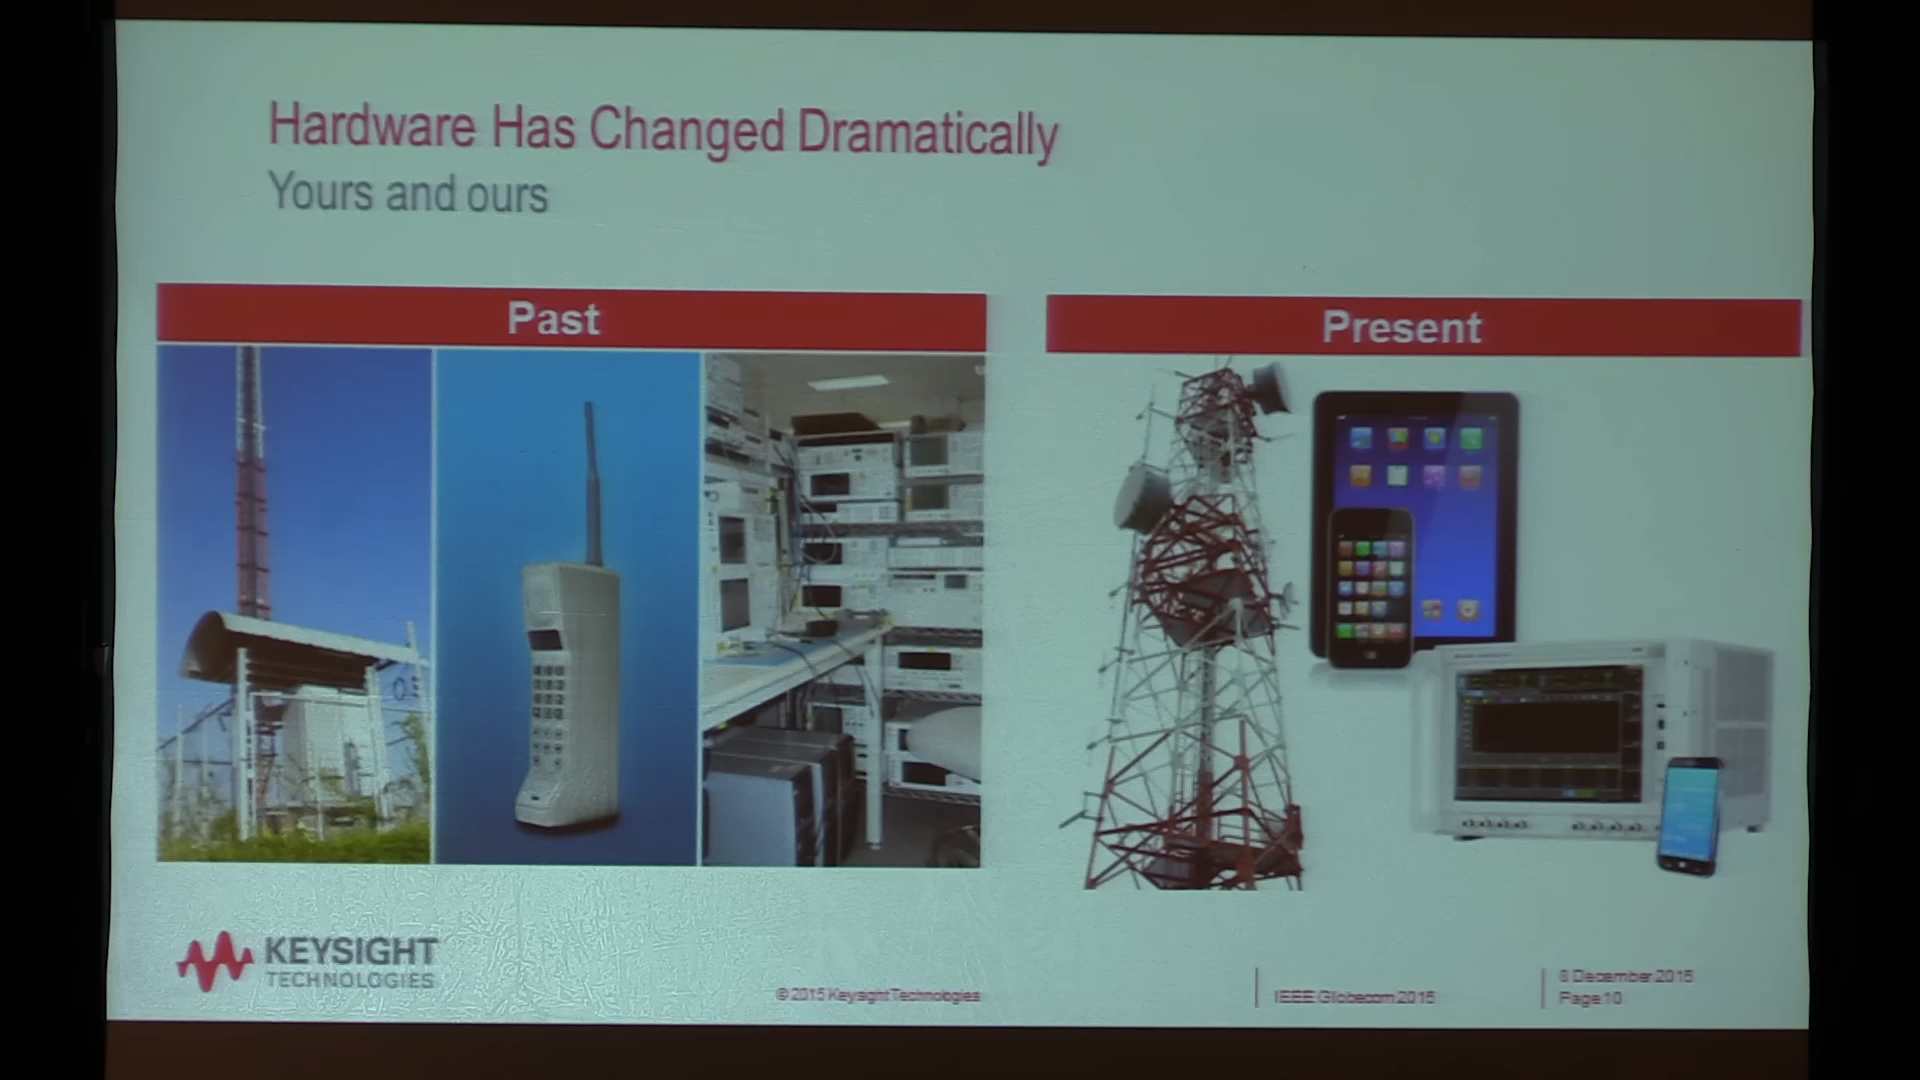 Hardware Has Changed Dramatically
Yours and ours
Past
Present
KEYSIGHT
TECHNOLOGIES
© 2015 Keysight Technologies
IEEE Globecom 2015
8 December 2015
Page 10